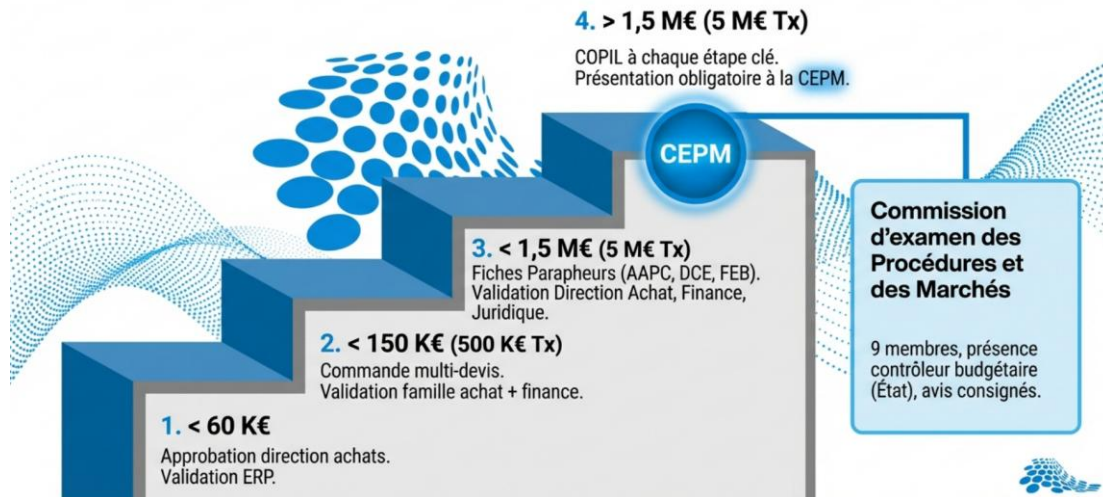 4. > 1,5 M€ (5 M€ Tx)
COPIL à chaque étape clé.
Présentation obligatoire à la CEPM.
CEPM
Commission
d’examen des
Procédures et
des Marchés
9 membres, présence
contrôleur budgétaire
(État), avis consignés.
3. < 1,5 M€ (5 M€ Tx)
Fiches Parapheurs (AAPC, DCE, FEB).
Validation Direction Achat, Finance,
Juridique.
2. < 150 K€ (500 K€ Tx)
Commande multi-devis.
Validation famille achat + finance.
1. < 60 K€
Approbation direction achats.
Validation ERP.